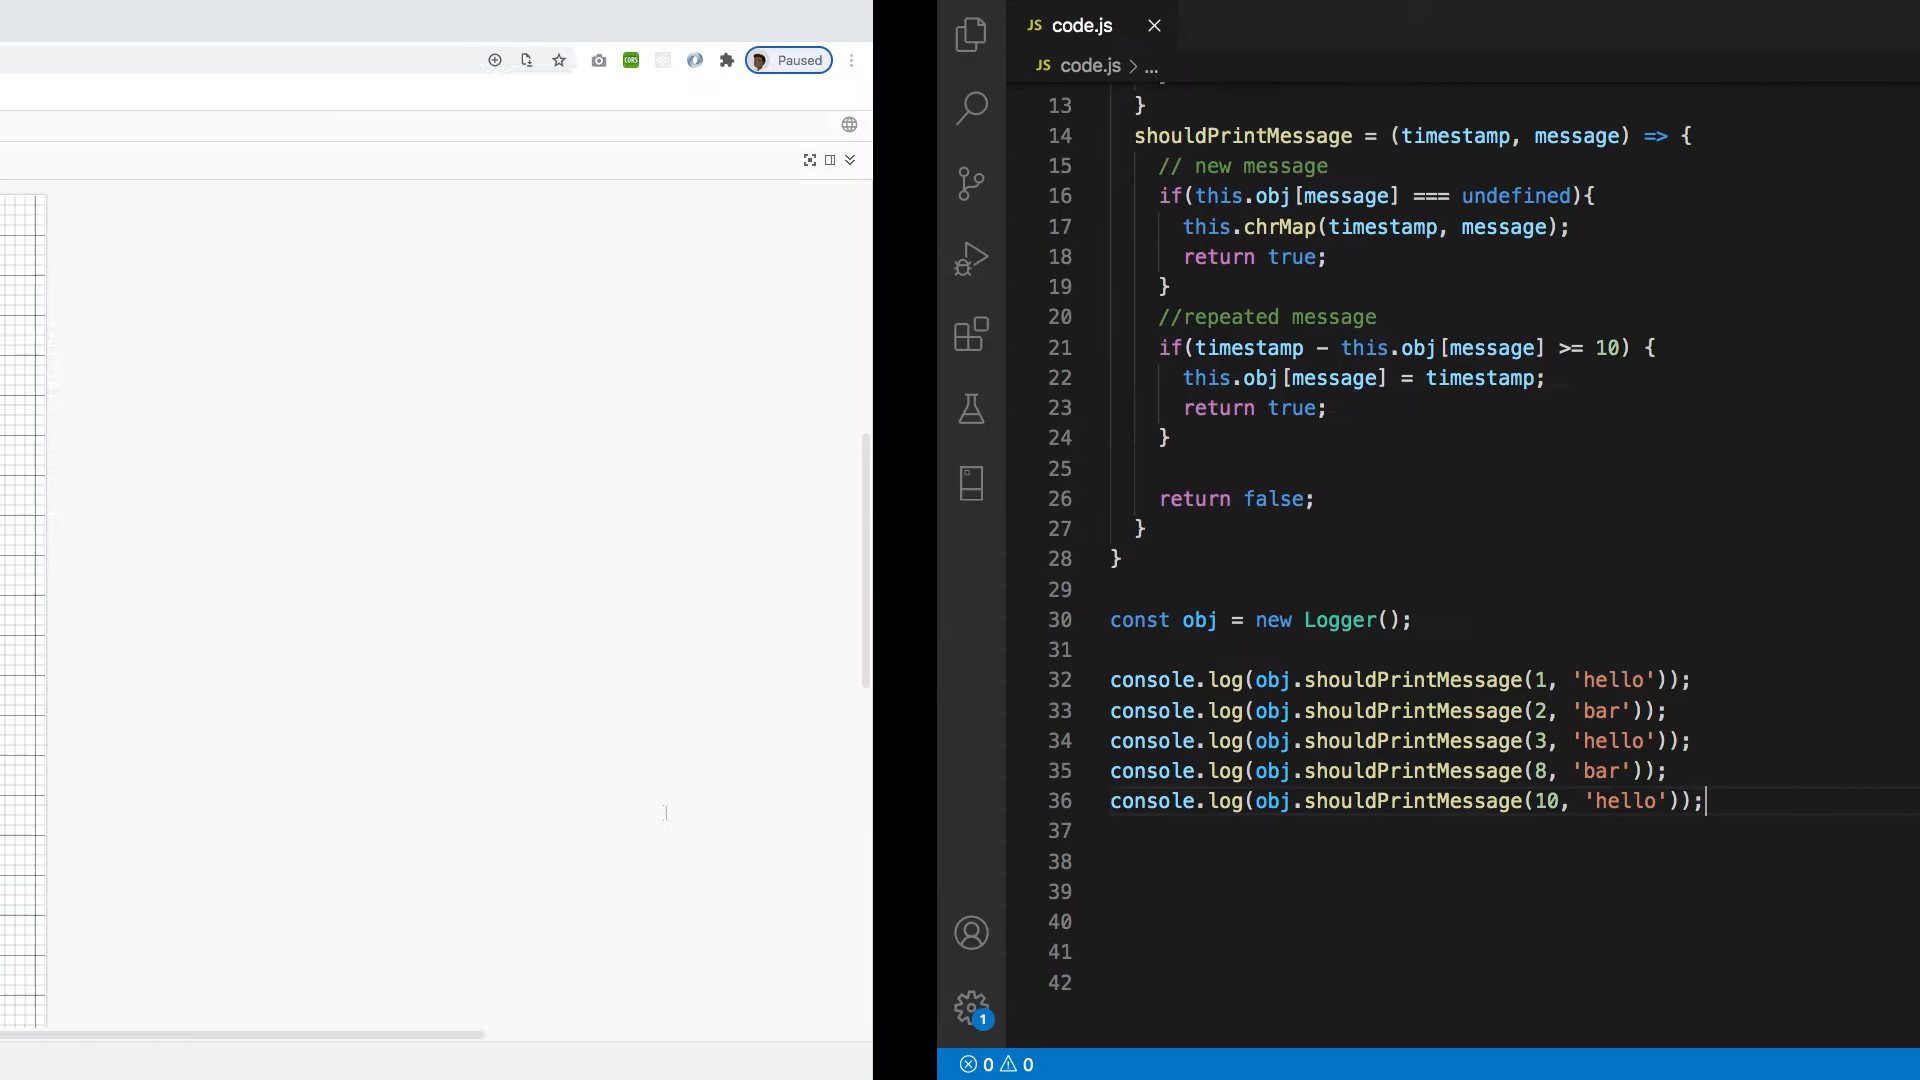 CORS
Paused
JS code.js
JS code.js > ...
13 }
14 shouldPrintMessage = (timestamp, message) => {
15 // new message
16 if(this.obj[message] === undefined){
17 this.chrMap(timestamp, message);
18 return true;
19 }
20 //repeated message
21 if(timestamp - this.obj[message] >= 10) {
22 this.obj[message] = timestamp;
23 return true;
24 }
25
26 return false;
27 }
28 }
29
30 const obj = new Logger();
31
32 console.log(obj.shouldPrintMessage(1, 'hello'));
33 console.log(obj.shouldPrintMessage(2, 'bar'));
34 console.log(obj.shouldPrintMessage(3, 'hello'));
35 console.log(obj.shouldPrintMessage(8, 'bar'));
36 console.log(obj.shouldPrintMessage(10, 'hello'));
37
38
39
40
41
42
1
0 0